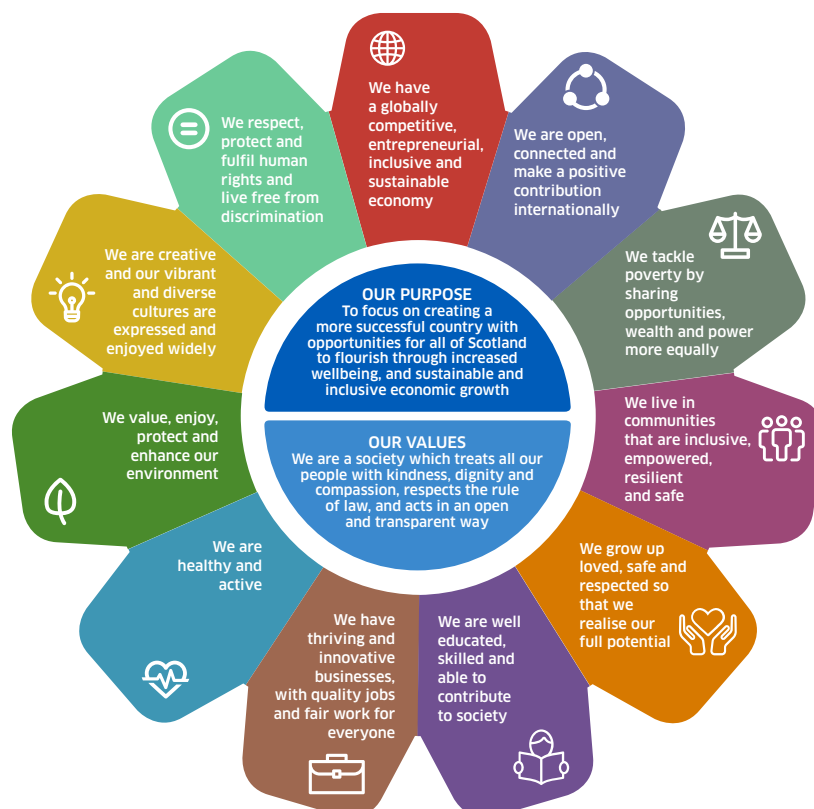 We have
a globally
competitive,
entrepreneurial,
inclusive and
sustainable
economy
We are open,
connected and
make a positive
contribution
internationally
We tackle
poverty by
sharing
opportunities,
wealth and power
more equally
We live in
communities
that are inclusive,
empowered,
resilient
and safe
We grow up
loved, safe and
respected so
that we
realise our
full potential
We are well
educated,
skilled and
able to
contribute
to society
We have
thriving and
innovative
businesses,
with quality jobs
and fair work for
everyone
We are
healthy and
active
We value, enjoy,
protect and
enhance our
environment
We are creative
and our vibrant
and diverse
cultures are
expressed and
enjoyed widely
We respect,
protect and
fulfil human
rights and
live free from
discrimination
OUR PURPOSE
To focus on creating a
more successful country with
opportunities for all of Scotland
to flourish through increased
wellbeing, and sustainable and
inclusive economic growth
OUR VALUES
We are a society which treats all our
people with kindness, dignity and
compassion, respects the rule
of law, and acts in an open
and transparent way